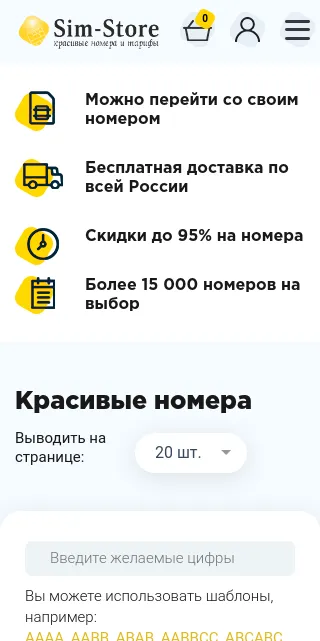 Sim-Store
красивые номера и тарифы
0
Можно перейти со своим
номером
Бесплатная доставка по
всей России
Скидки до 95% на номера
Более 15 000 номеров на
выбор
Красивые номера
Выводить на
странице:
20 шт.
Введите желаемые цифры
Вы можете использовать шаблоны,
например:
AAAA, AABB, ABAB, AABBCC, ABCABC,